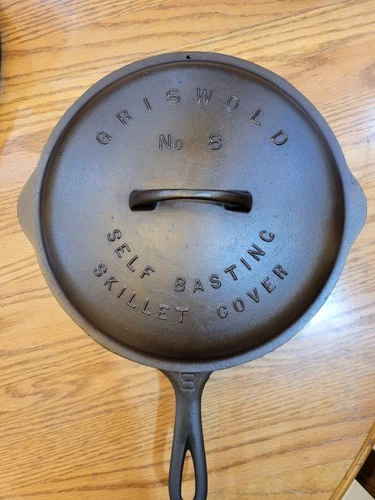 GRISWOLD
No 8
SELF BASTING
SKILLET COVER
8